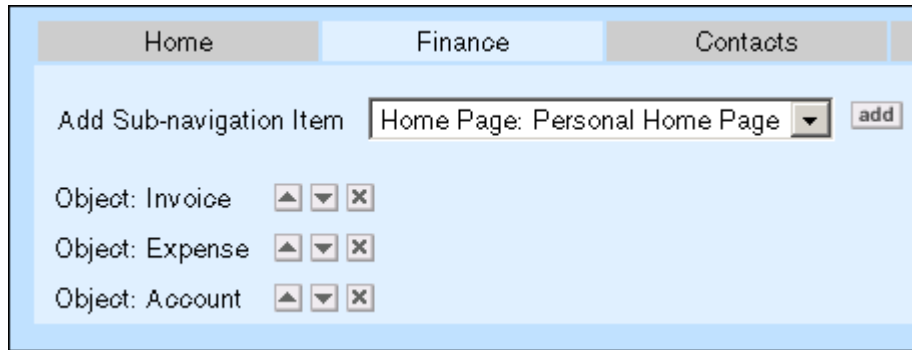 Home Finance Contacts
Add Sub-navigation Item Home Page: Personal Home Page add
Object: Invoice
Object: Expense
Object: Account